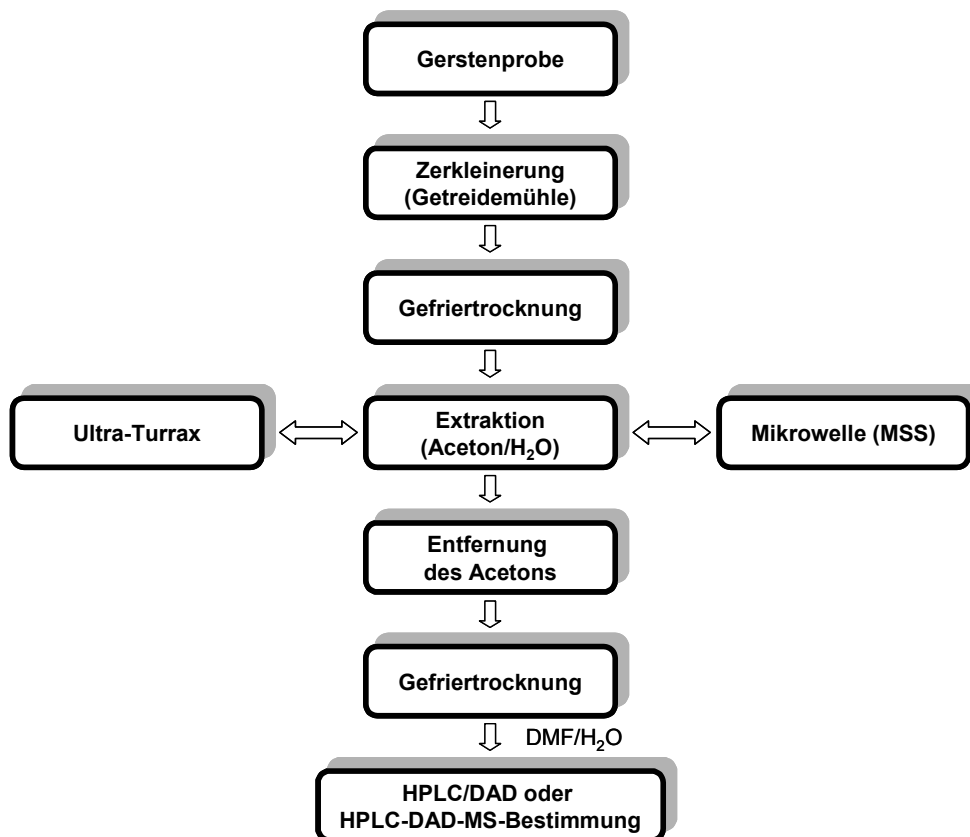 Gerstenprobe
Zerkleinerung
(Getreidemühle)
Gefriertrocknung
Ultra-Turrax
Extraktion
(Aceton/H₂O)
Mikrowelle (MSS)
Entfernung
des Acetons
Gefriertrocknung
DMF/H₂O
HPLC/DAD oder
HPLC-DAD-MS-Bestimmung